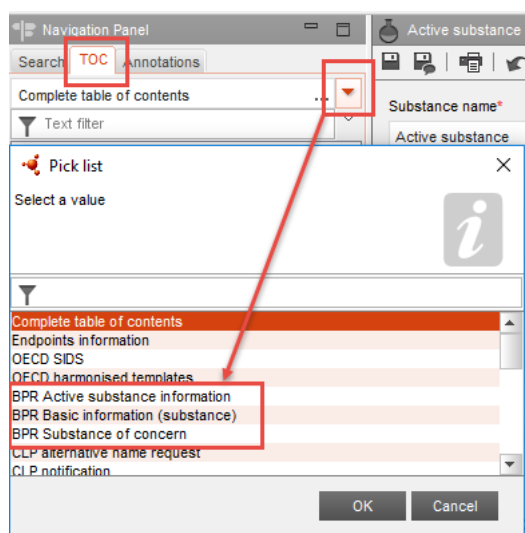 Navigation Panel
Active substance
Search TOC Annotations
Complete table of contents ...
Substance name*
Text filter
Active substance
Pick list
Select a value
i
Complete table of contents
Endpoints information
OECD SIDS
OECD harmonised templates
BPR Active substance information
BPR Basic information (substance)
BPR Substance of concern
CLP alternative name request
CLP notification
OK Cancel